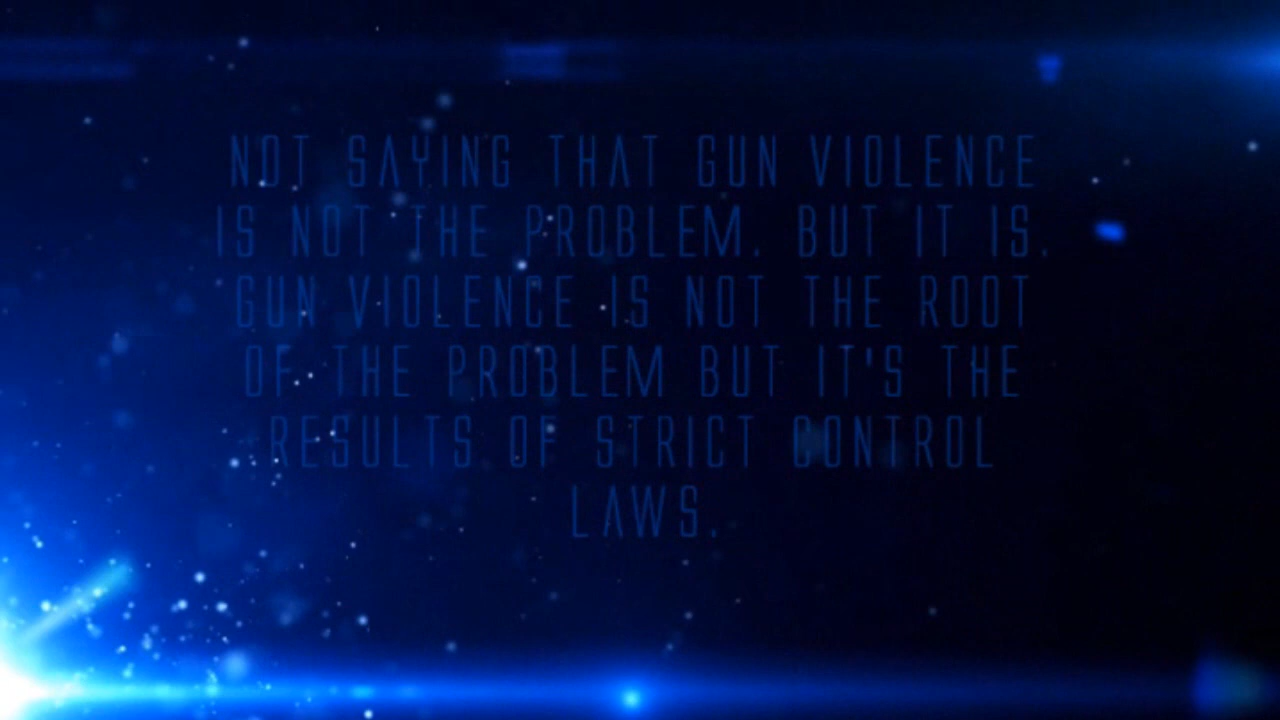 NOT SAYING THAT GUN VIOLENCE
IS NOT THE PROBLEM. BUT IT IS.
GUN VIOLENCE IS NOT THE ROOT
OF THE PROBLEM BUT IT'S THE
RESULTS OF STRICT CONTROL
LAWS.